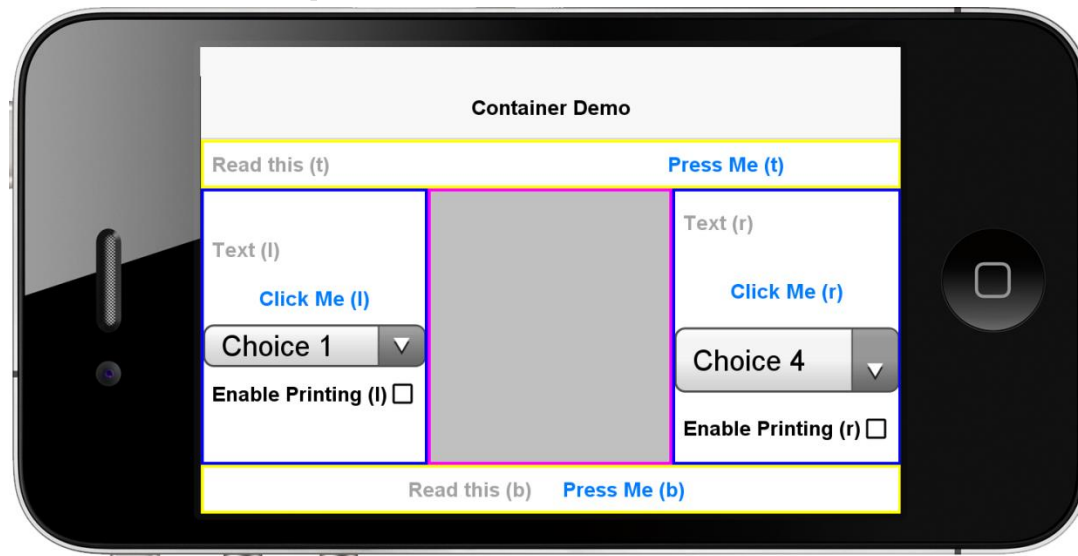 Container Demo
Read this (t) Press Me (t)
Text (l)
Click Me (l)
Choice 1
Enable Printing (l)
Text (r)
Click Me (r)
Choice 4
Enable Printing (r)
Read this (b) Press Me (b)